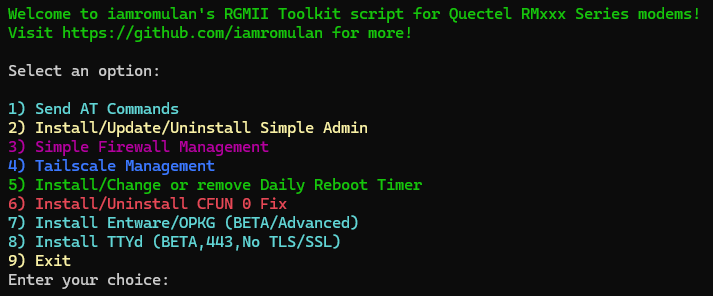 Welcome to iamromulan's RGMII Toolkit script for Quectel RMxxx Series modems!
Visit https://github.com/iamromulan for more!
Select an option:
1) Send AT Commands
2) Install/Update/Uninstall Simple Admin
3) Simple Firewall Management
4) Tailscale Management
5) Install/Change or remove Daily Reboot Timer
6) Install/Uninstall CFUN 0 Fix
7) Install Entware/OPKG (BETA/Advanced)
8) Install TTYd (BETA,443,No TLS/SSL)
9) Exit
Enter your choice: